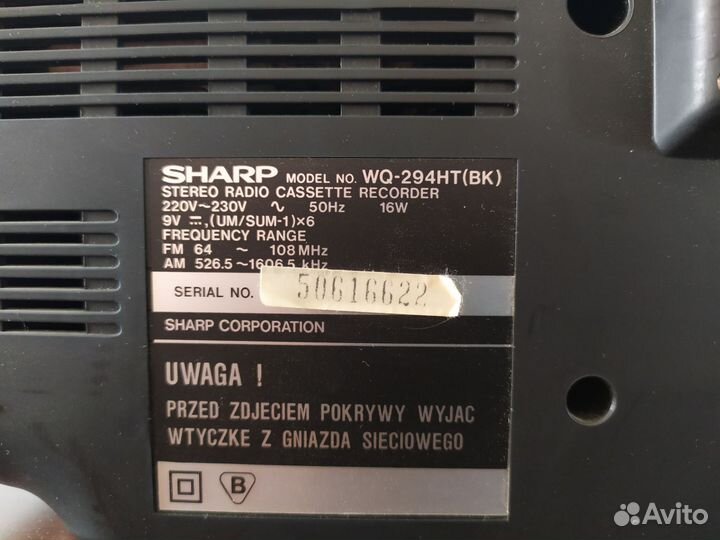 SHARP MODEL NO. WQ-294HT(BK)
STEREO RADIO CASSETTE RECORDER
220V~230V ∿ 50Hz 16W
9V ⎓,(UM/SUM-1)×6
FREQUENCY RANGE
FM 64 ~ 108 MHz
AM 526.5~1606.5 kHz
SERIAL NO. 50616622
SHARP CORPORATION
UWAGA !
PRZED ZDJECIEM POKRYWY WYJAC
WTYCZKE Z GNIAZDA SIECIOWEGO
B
Avito